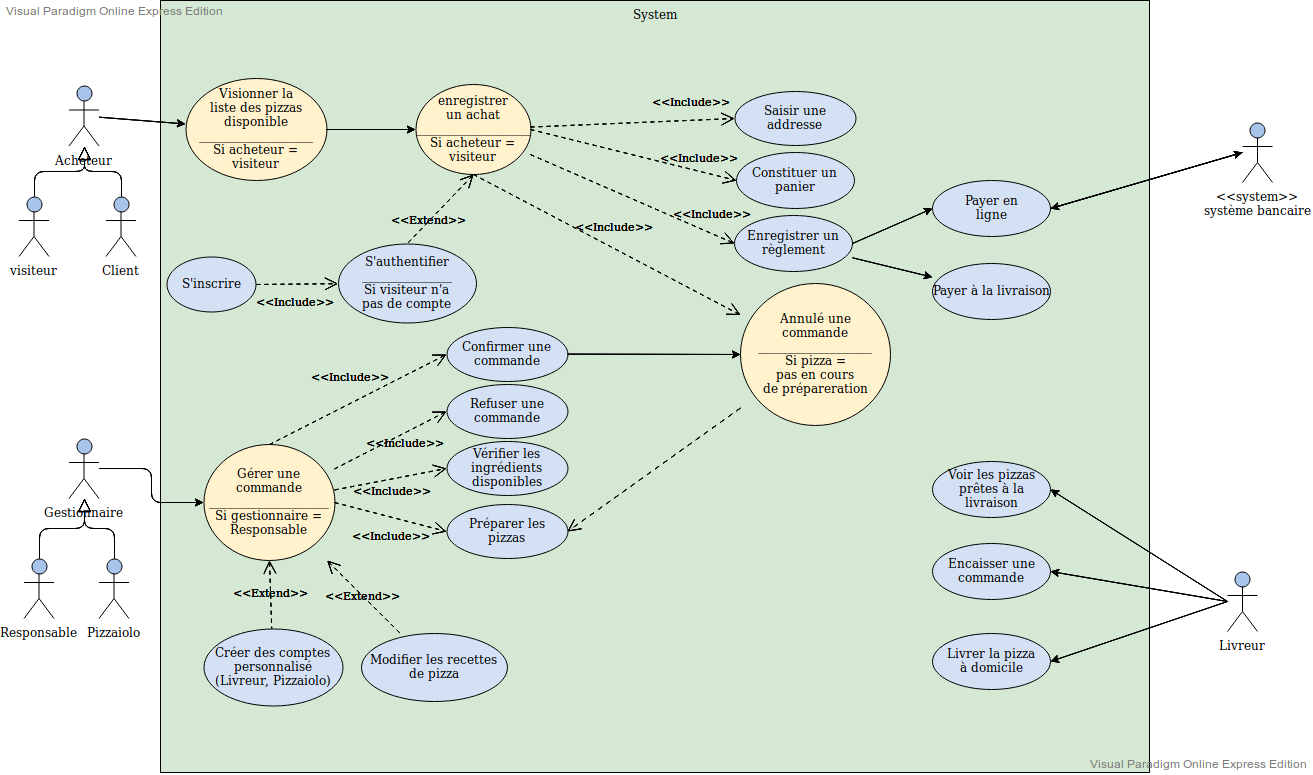 Visual Paradigm Online Express Edition
System
Visionner la
liste des pizzas
disponible
Si acheteur =
visiteur
enregistrer
un achat
Si acheteur =
visiteur
<<Include>>
Saisir une
addresse
<<Include>>
Constituer un
panier
<<Include>>
Enregistrer un
règlement
<<Include>>
Payer en
ligne
Payer à la livraison
<<system>>
système bancaire
Acheteur
visiteur
Client
<<Extend>>
S'inscrire
<<Include>>
S'authentifier
Si visiteur n'a
pas de compte
Annulé une
commande
Si pizza =
pas en cours
de prépareration
Confirmer une
commande
<<Include>>
Refuser une
commande
<<Include>>
Vérifier les
ingrédients
disponibles
<<Include>>
Préparer les
pizzas
<<Include>>
Gérer une
commande
Si gestionnaire =
Responsable
Gestionnaire
Responsable
Pizzaiolo
<<Extend>>
<<Extend>>
Créer des comptes
personnalisé
(Livreur, Pizzaiolo)
Modifier les recettes
de pizza
Voir les pizzas
prêtes à la
livraison
Encaisser une
commande
Livrer la pizza
à domicile
Livreur
Visual Paradigm Online Express Edition